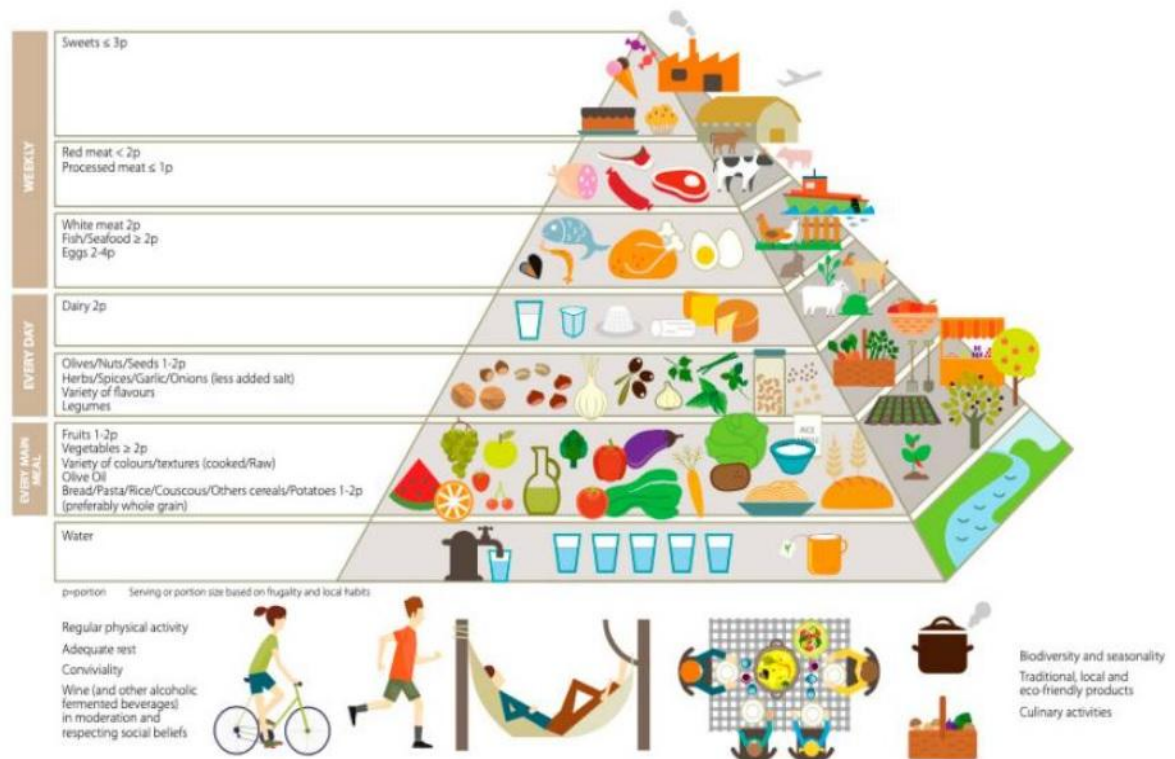 WEEKLY
Sweets ≤ 3p
Red meat < 2p
Processed meat ≤ 1p
White meat 2p
Fish/Seafood ≥ 2p
Eggs 2-4p
EVERY DAY
Dairy 2p
Olives/Nuts/Seeds 1-2p
Herbs/Spices/Garlic/Onions (less added salt)
Variety of flavours
Legumes
EVERY MAIN
MEAL
Fruits 1-2p
Vegetables ≥ 2p
Variety of colours/textures (cooked/Raw)
Olive Oil
Bread/Pasta/Rice/Couscous/Others cereals/Potatoes 1-2p
(preferably whole grain)
RICE
Water
p=portion Serving or portion size based on frugality and local habits
Regular physical activity
Adequate rest
Conviviality
Wine (and other alcoholic
fermented beverages)
in moderation and
respecting social beliefs
Biodiversity and seasonality
Traditional, local and
eco-friendly products
Culinary activities